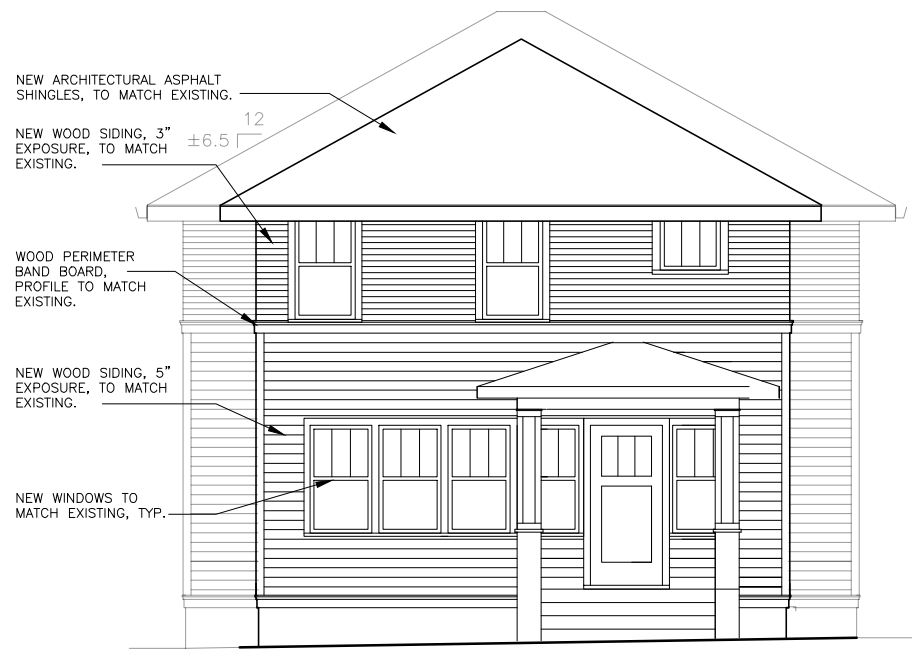 NEW ARCHITECTURAL ASPHALT
SHINGLES, TO MATCH EXISTING.
12
±6.5
NEW WOOD SIDING, 3"
EXPOSURE, TO MATCH
EXISTING.
WOOD PERIMETER
BAND BOARD,
PROFILE TO MATCH
EXISTING.
NEW WOOD SIDING, 5"
EXPOSURE, TO MATCH
EXISTING.
NEW WINDOWS TO
MATCH EXISTING, TYP.